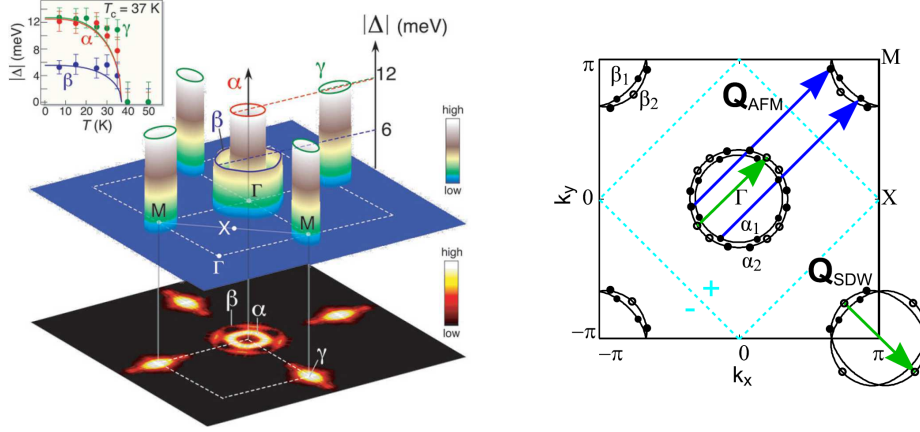 T_c = 37 K
|Δ| (meV)
12
8
4
0
γ
α
β
0 10 20 30 40 50
T (K)
|Δ| (meV)
12
6
α
β
γ
high
low
M
Γ
M
X
Γ
high
low
β
α
γ
π
0
−π
k_y
−π
0
π
k_x
β₁
β₂
Q_AFM
M
X
Γ
α₁
α₂
Q_SDW
+
-